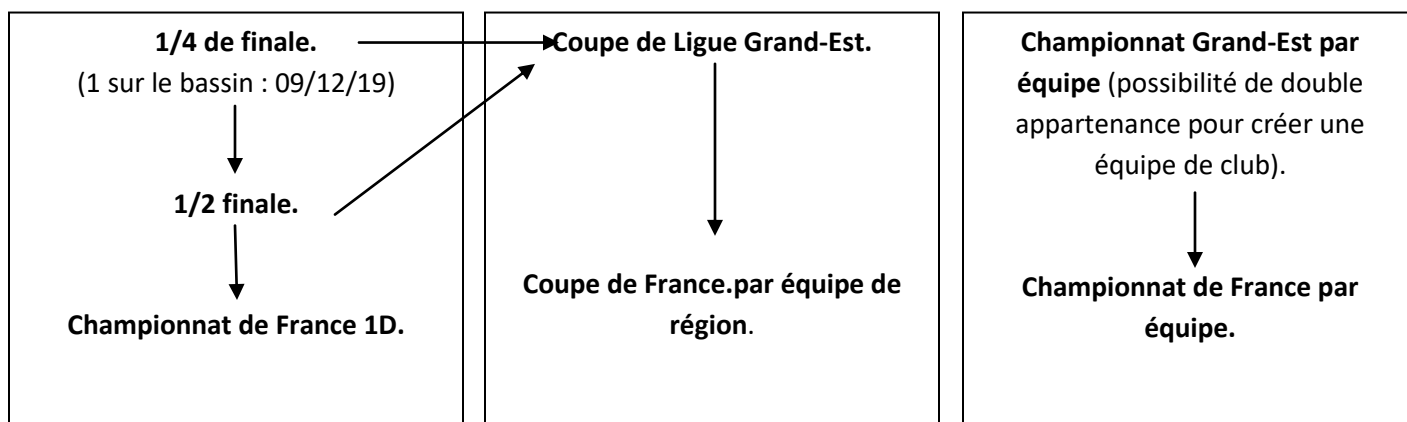 1/4 de finale.
(1 sur le bassin : 09/12/19)
1/2 finale.
Championnat de France 1D.
Coupe de Ligue Grand-Est.
Coupe de France.par équipe de
région.
Championnat Grand-Est par
équipe (possibilité de double
appartenance pour créer une
équipe de club).
Championnat de France par
équipe.